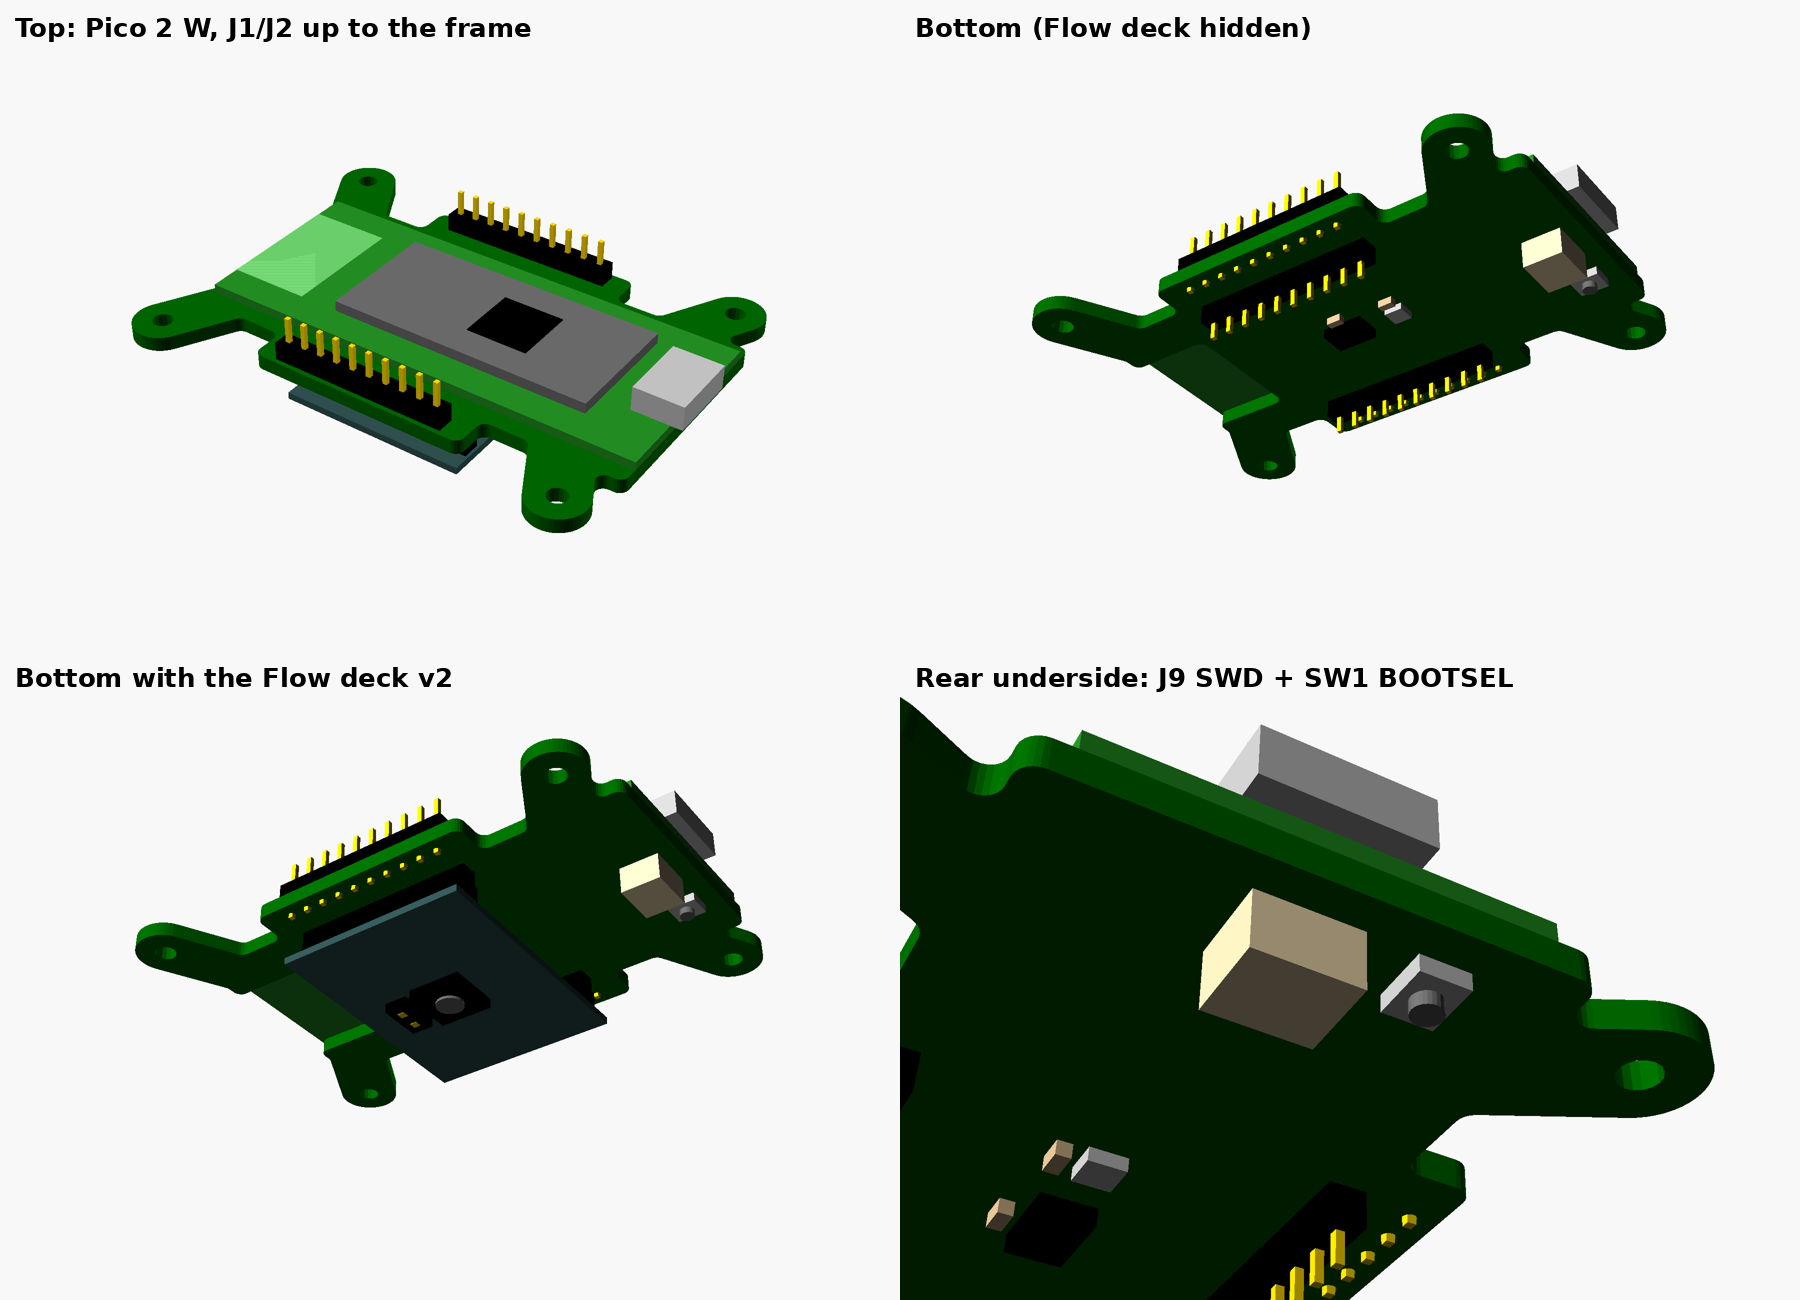 Top: Pico 2 W, J1/J2 up to the frame
Bottom (Flow deck hidden)
Bottom with the Flow deck v2
Rear underside: J9 SWD + SW1 BOOTSEL